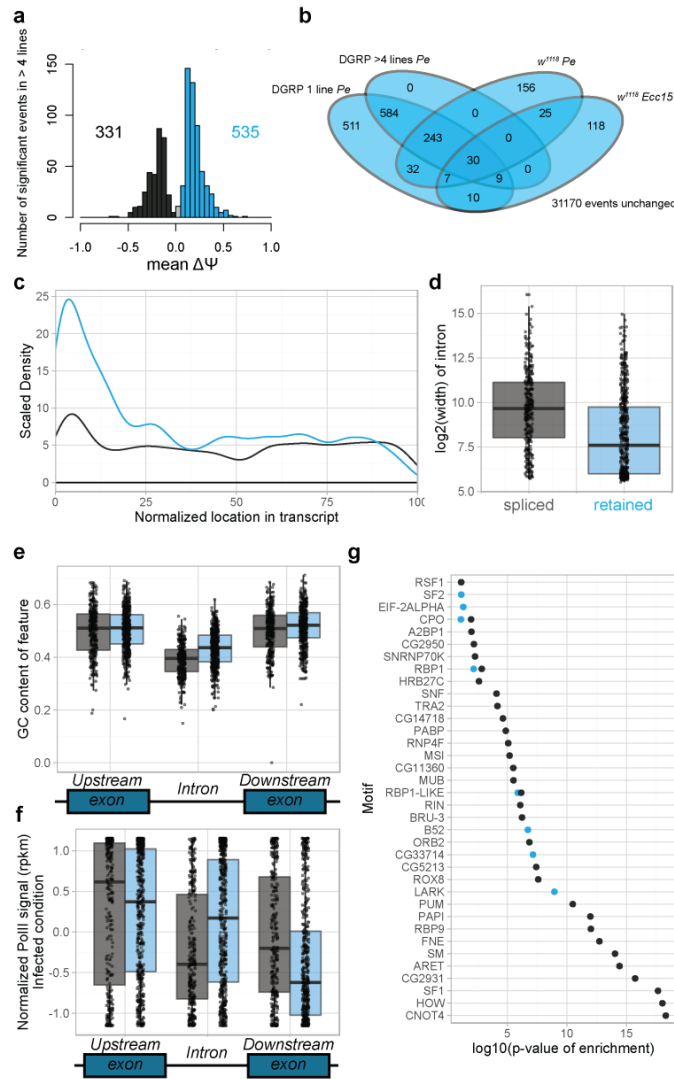 a
Number of significant events in > 4 lines
150
100
50
0
331
535
-1.0
-0.5
0.0
0.5
1.0
mean ΔΨ
b
DGRP >4 lines Pe
w1118 Pe
DGRP 1 line Pe
w1118 Ecc15
0
156
584
0
25
511
243
0
118
30
32
7
9
0
10
31170 events unchanged
c
Scaled Density
25
20
15
10
5
0
0
25
50
75
100
Normalized location in transcript
d
log2(width) of intron
15.0
12.5
10.0
7.5
5.0
spliced
retained
e
GC content of feature
0.6
0.4
0.2
0.0
Upstream
Intron
Downstream
exon
exon
f
Normalized PolII signal (rpkm)
Infected condition
1.0
0.5
0.0
-0.5
-1.0
Upstream
Intron
Downstream
exon
exon
g
Motif
RSF1
SF2
EIF-2ALPHA
CPO
A2BP1
CG2950
SNRNP70K
RBP1
HRB27C
SNF
TRA2
CG14718
PABP
RNP4F
MSI
CG11360
MUB
RBP1-LIKE
RIN
BRU-3
B52
ORB2
CG33714
CG5213
ROX8
LARK
PUM
PAPI
RBP9
FNE
SM
ARET
CG2931
SF1
HOW
CNOT4
5
10
15
log10(p-value of enrichment)